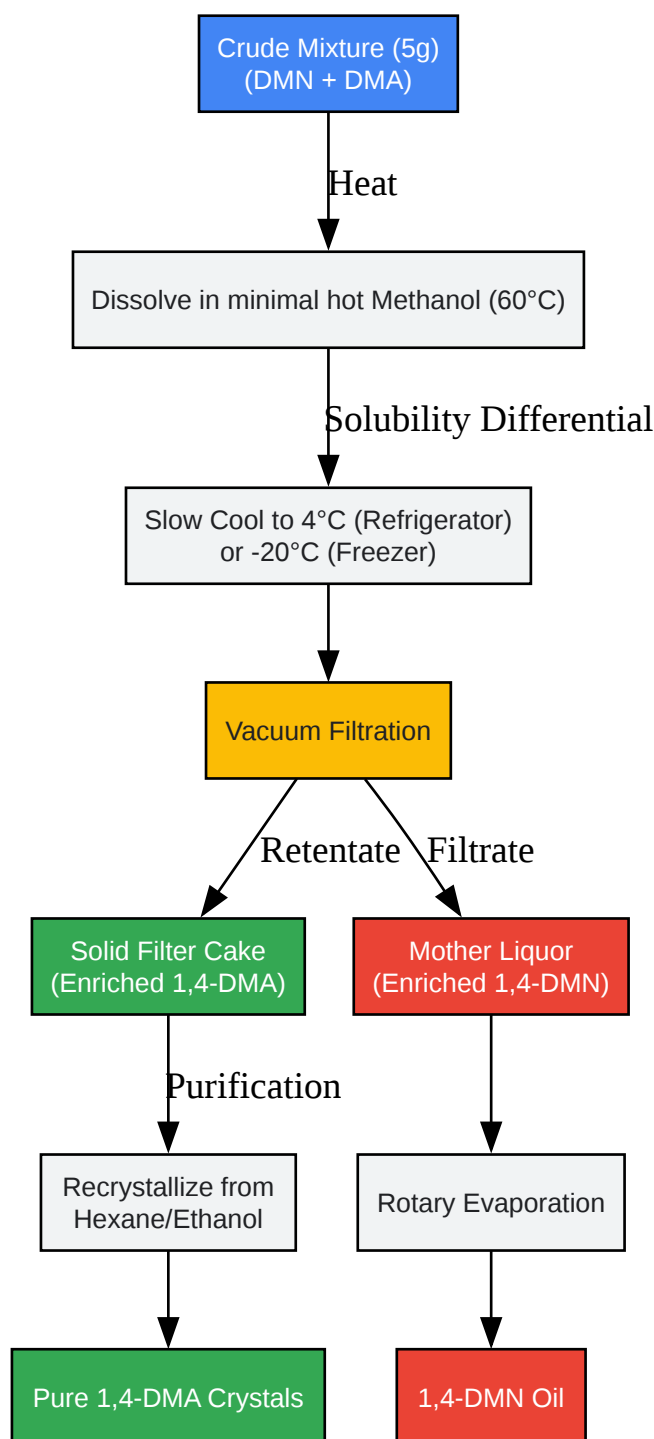 Crude Mixture (5g)
(DMN + DMA)
Heat
Dissolve in minimal hot Methanol (60°C)
Solubility Differential
Slow Cool to 4°C (Refrigerator)
or -20°C (Freezer)
Vacuum Filtration
Retentate
Filtrate
Solid Filter Cake
(Enriched 1,4-DMA)
Mother Liquor
(Enriched 1,4-DMN)
Purification
Recrystallize from
Hexane/Ethanol
Rotary Evaporation
Pure 1,4-DMA Crystals
1,4-DMN Oil